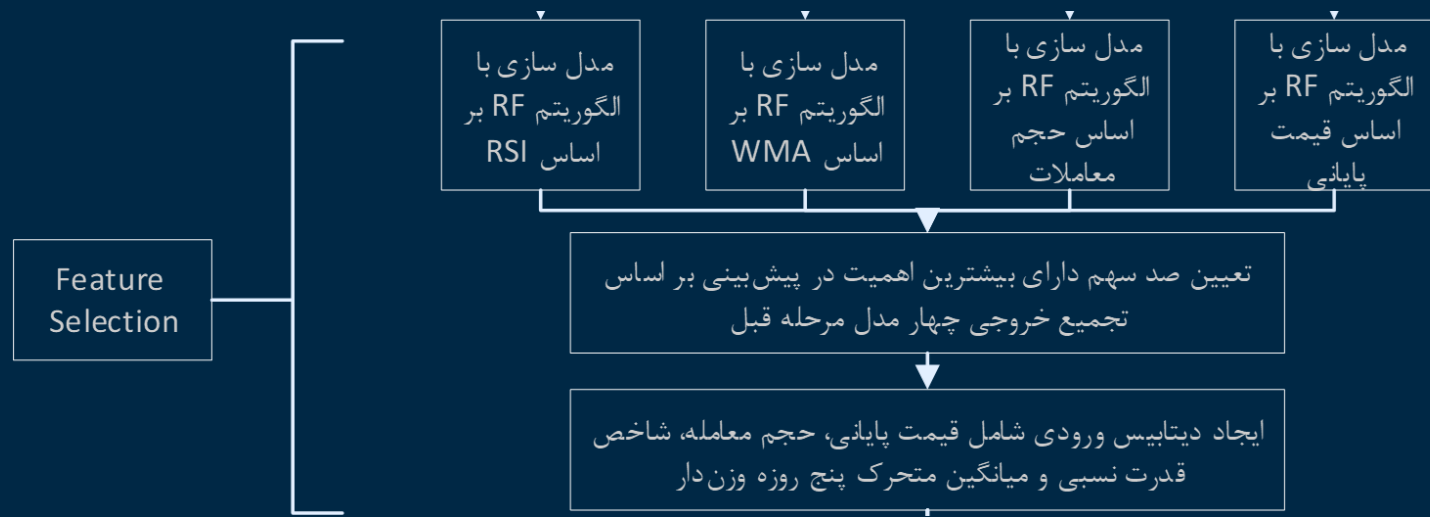 مدل سازی با
الگوریتم RF بر
اساس قیمت
پایانی
مدل سازی با
الگوریتم RF بر
اساس حجم
معاملات
مدل سازی با
الگوریتم RF بر
اساس WMA
مدل سازی با
الگوریتم RF بر
اساس RSI
Feature
Selection
تعیین صد سهم دارای بیشترین اهمیت در پیش‌بینی بر اساس
تجمیع خروجی چهار مدل مرحله قبل
ایجاد دیتابیس ورودی شامل قیمت پایانی، حجم معامله، شاخص
قدرت نسبی و میانگین متحرک پنج روزه وزن‌دار